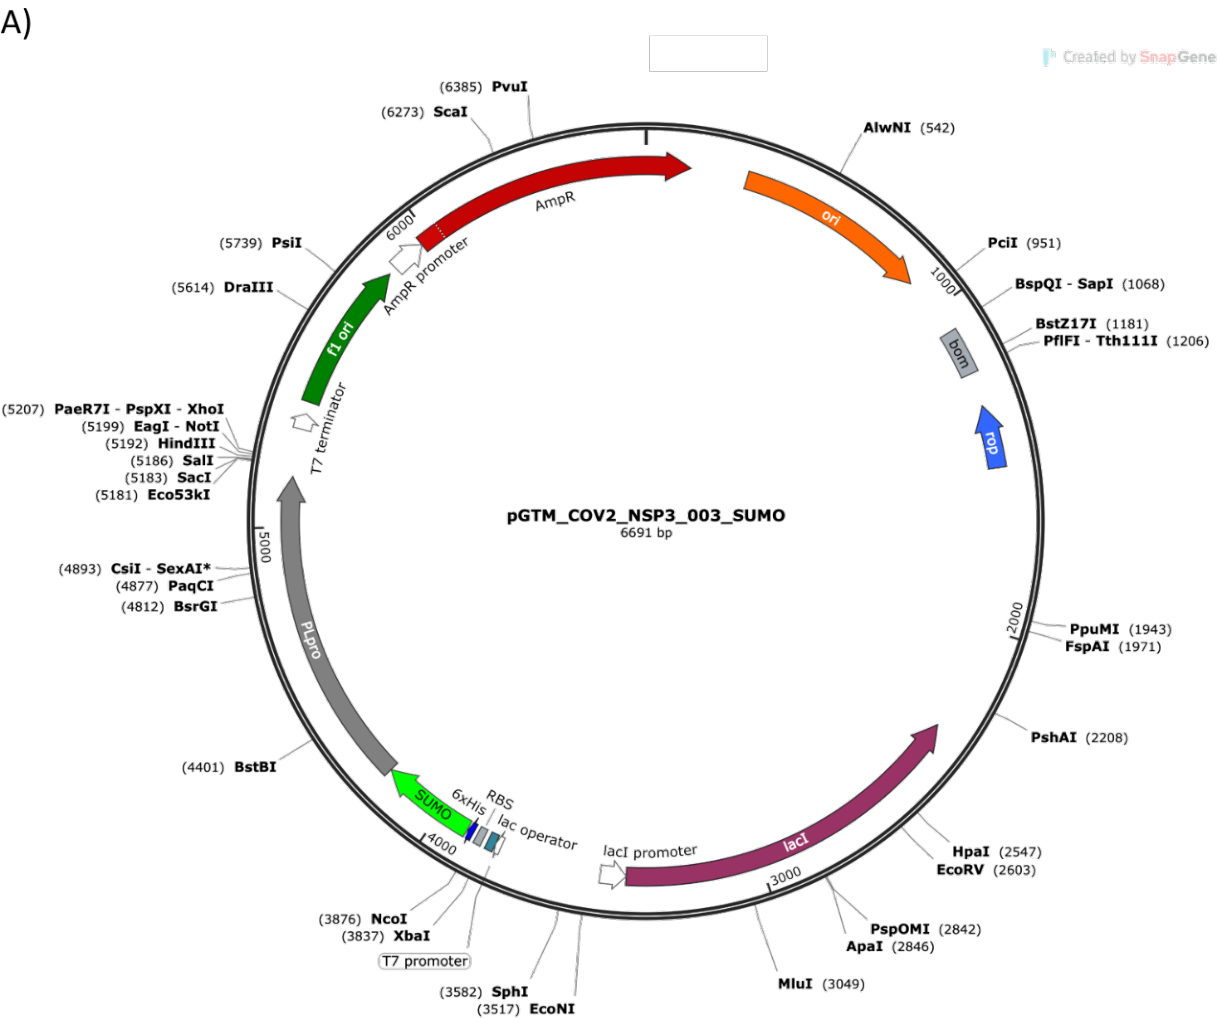 A)
Created by SnapGene
(6385) PvuI
(6273) ScaI
AlwNI (542)
AmpR
ori
6000
(5739) PsiI
PciI (951)
AmpR promoter
1000
(5614) DraIII
BspQI - SapI (1068)
f1 ori
BstZ17I (1181)
bom
PflFI - Tth111I (1206)
T7 terminator
(5207) PaeR7I - PspXI - XhoI
(5199) EagI - NotI
(5192) HindIII
rop
(5186) SalI
(5183) SacI
(5181) Eco53kI
pGTM_COV2_NSP3_003_SUMO
6691 bp
5000
(4893) CsiI - SexAI*
(4877) PaqCI
(4812) BsrGI
2000
PpuMI (1943)
FspAI (1971)
PLpro
PshAI (2208)
(4401) BstBI
SUMO
6xHis
RBS
lac operator
4000
lacI promoter
lacI
HpaI (2547)
EcoRV (2603)
3000
(3876) NcoI
(3837) XbaI
PspOMI (2842)
ApaI (2846)
T7 promoter
(3582) SphI
(3517) EcoNI
MluI (3049)